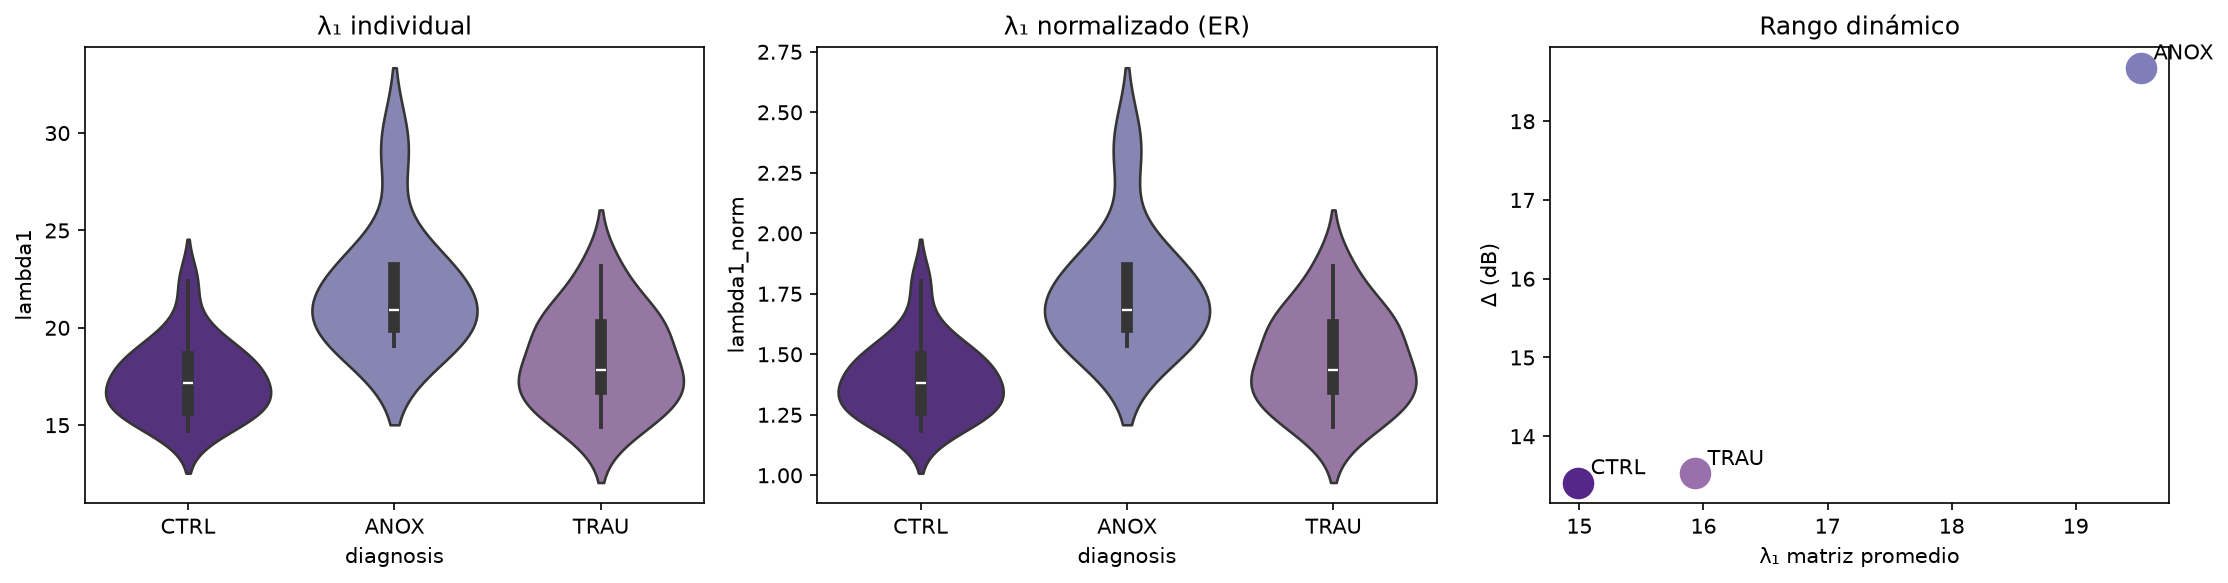 λ₁ individual
lambda1
30
25
20
15
CTRL
ANOX
TRAU
diagnosis
λ₁ normalizado (ER)
lambda1_norm
2.75
2.50
2.25
2.00
1.75
1.50
1.25
1.00
CTRL
ANOX
TRAU
diagnosis
Rango dinámico
Δ (dB)
18
17
16
15
14
ANOX
CTRL
TRAU
15
16
17
18
19
λ₁ matriz promedio